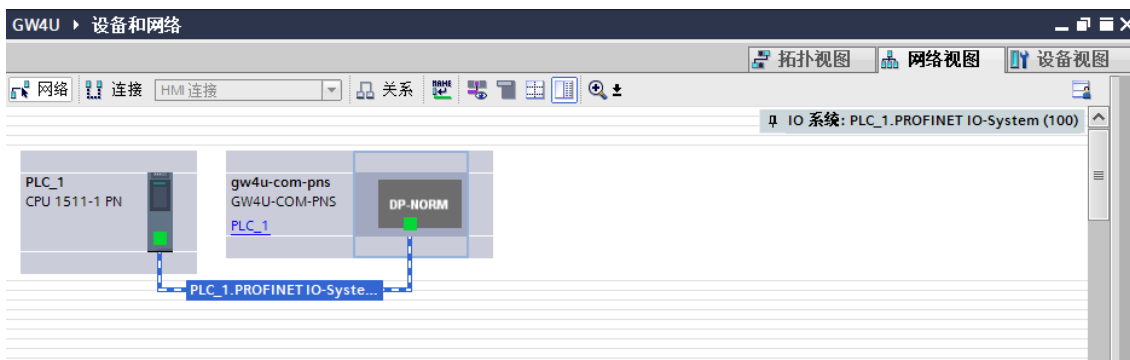 GW4U ▸ 设备和网络
拓扑视图 网络视图 设备视图
网络 连接 HMI 连接 关系
IO 系统: PLC_1.PROFINET IO-System (100)
PLC_1
CPU 1511-1 PN
gw4u-com-pns
GW4U-COM-PNS
PLC_1
DP-NORM
PLC_1.PROFINET IO-Syste...